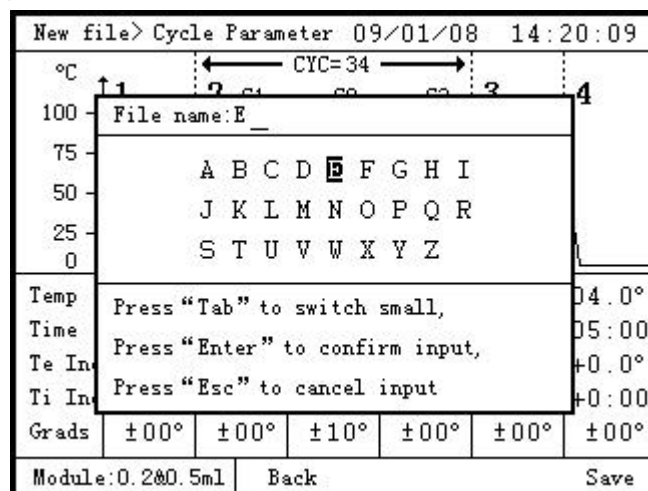 New file> Cycle Parameter 09/01/08 14:20:09
°C CYC=34
1 2 3 4
100
File name:E_
75
A B C D E F G H I
50
J K L M N O P Q R
25
S T U V W X Y Z
0
Temp 04.0°
Press “Tab” to switch small,
Time 05:00
Press “Enter” to confirm input,
Te In +0.0°
Press “Esc” to cancel input
Ti In +0:00
Grads ±00° ±00° ±10° ±00° ±00° ±00°
Module:0.2&0.5ml Back Save